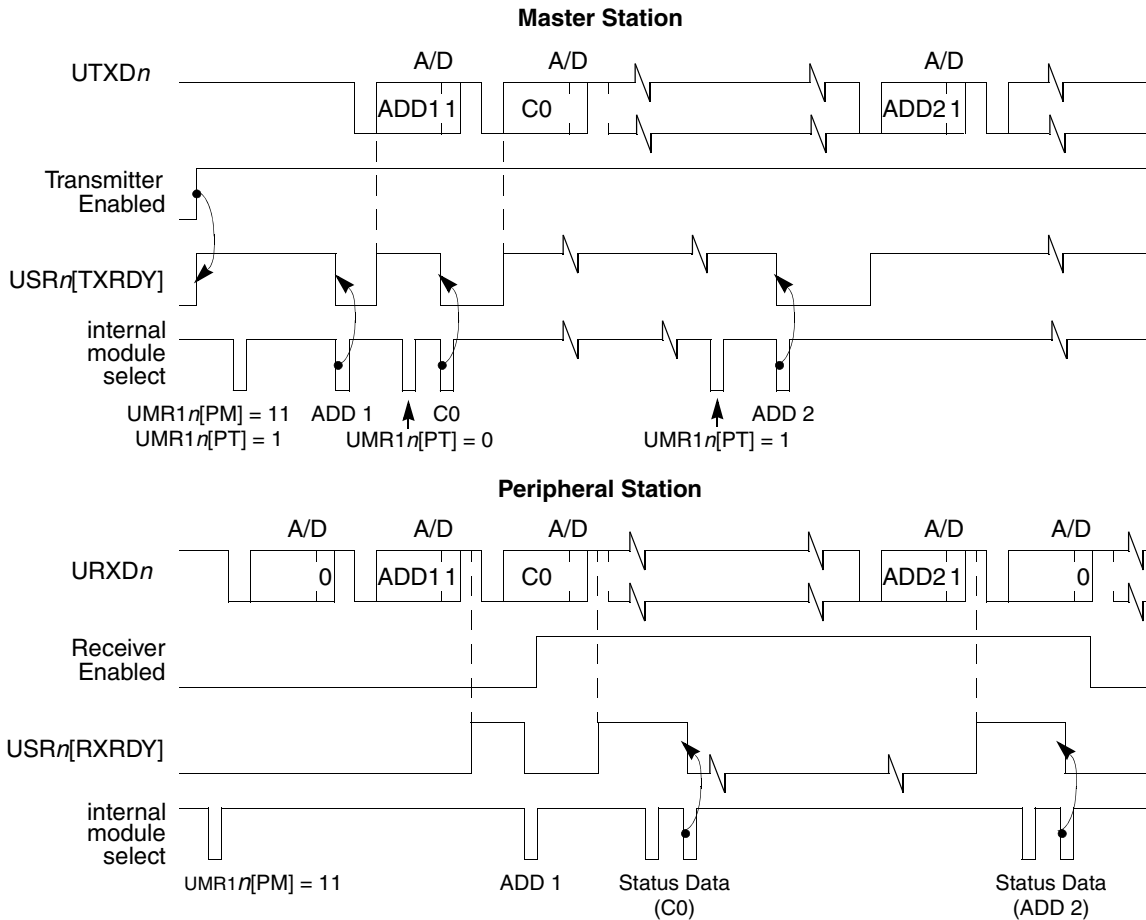 Master Station
A/D A/D A/D
UTXDn
ADD1 1 C0 ADD2 1
Transmitter
Enabled
USRn[TXRDY]
internal
module
select
UMR1n[PM] = 11 ADD 1 C0 ADD 2
UMR1n[PT] = 1 UMR1n[PT] = 0 UMR1n[PT] = 1
Peripheral Station
A/D A/D A/D A/D A/D
URXDn
0 ADD1 1 C0 ADD2 1 0
Receiver
Enabled
USRn[RXRDY]
internal
module
select
UMR1n[PM] = 11 ADD 1 Status Data Status Data
(C0) (ADD 2)